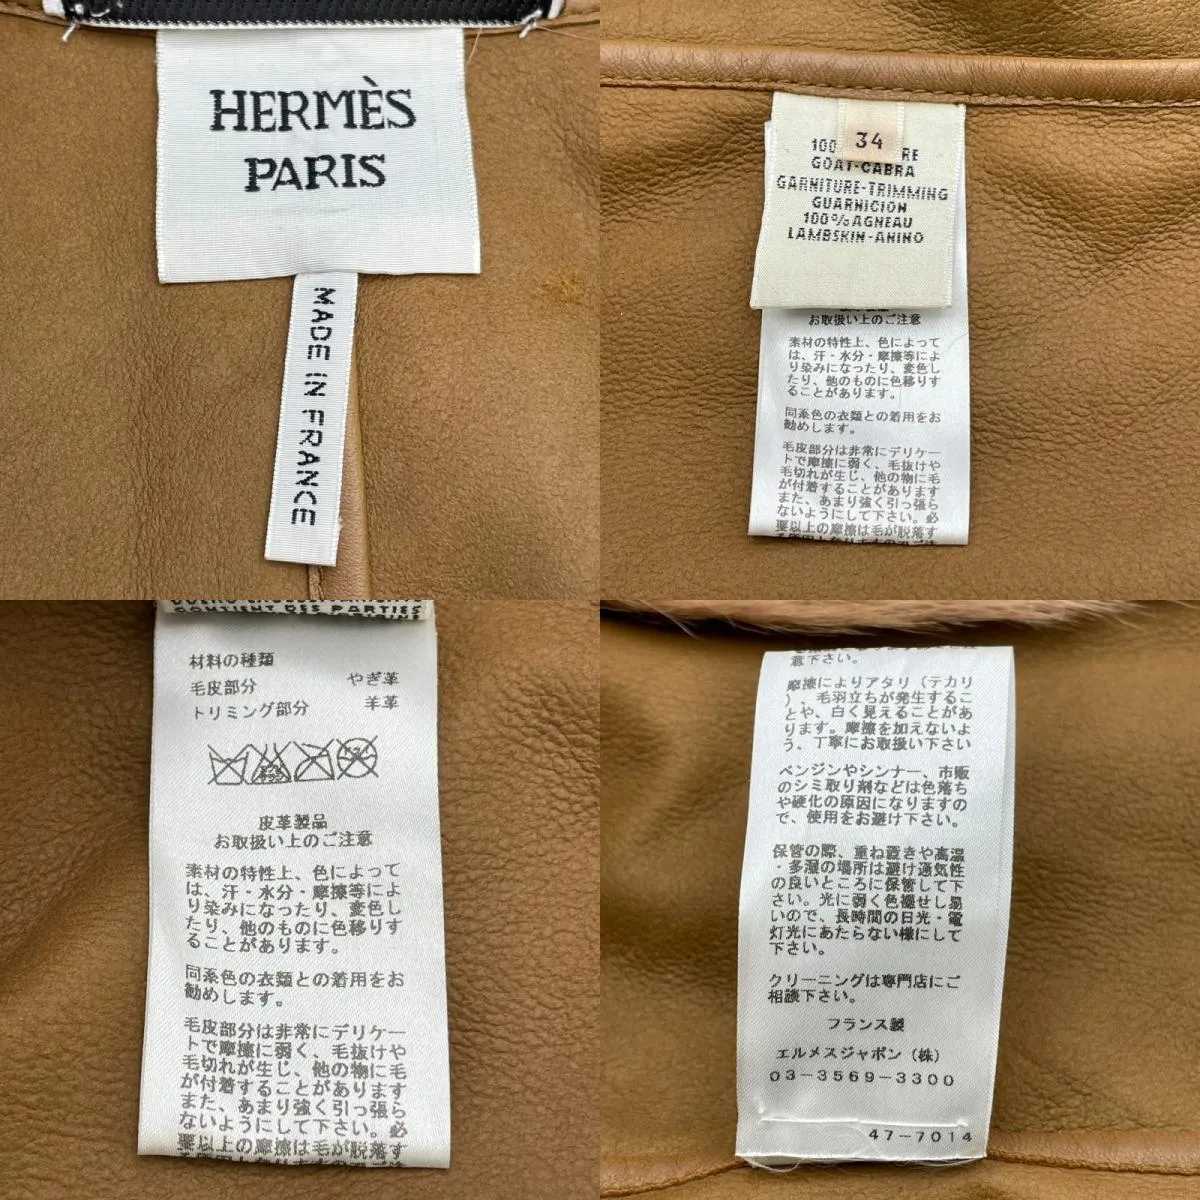 HERMÈS
PARIS
MADE IN FRANCE
34
100
GOAT-CABRA
GARNITURE-TRIMMING
GUARNICION
100% AGNEAU
LAMBSKIN-ANINO
お取扱い上のご注意
素材の特性上、色によって
は、汗・水分・摩擦等によ
り染みになったり、変色し
たり、他のものに色移りす
ることがあります。
同系色の衣類との着用をお
勧めします。
毛皮部分は非常にデリケー
トで摩擦に弱く、毛抜けや
毛切れが生じ、他の物に毛
が付着することがあります
また、あまり強く引っ張ら
ないようにして下さい。必
要以上の摩擦は毛が脱落す
CONTIENT DES PARTIES
材料の種類
毛皮部分 やぎ革
トリミング部分 羊革
皮革製品
お取扱い上のご注意
素材の特性上、色によって
は、汗・水分・摩擦等によ
り染みになったり、変色し
たり、他のものに色移りす
ることがあります。
同系色の衣類との着用をお
勧めします。
毛皮部分は非常にデリケー
トで摩擦に弱く、毛抜けや
毛切れが生じ、他の物に毛
が付着することがあります
また、あまり強く引っ張ら
ないようにして下さい。必
要以上の摩擦は毛が脱落す
意下さい。
摩擦によりアタリ（テカリ
）、毛羽立ちが発生するこ
とや、白く見えることがあ
ります。摩擦を加えないよ
う、丁寧にお取扱い下さい
ベンジンやシンナー、市販
のシミ取り剤などは色落ち
や硬化の原因になりますの
で、使用をお避け下さい。
保管の際、重ね置きや高温
・多湿の場所は避け通気性
の良いところに保管して下
さい。光に弱く色褪せし易
いので、長時間の日光・電
灯光にあたらない様にして
下さい。
クリーニングは専門店にご
相談下さい。
フランス製
エルメスジャポン（株）
03-3569-3300
47-7014